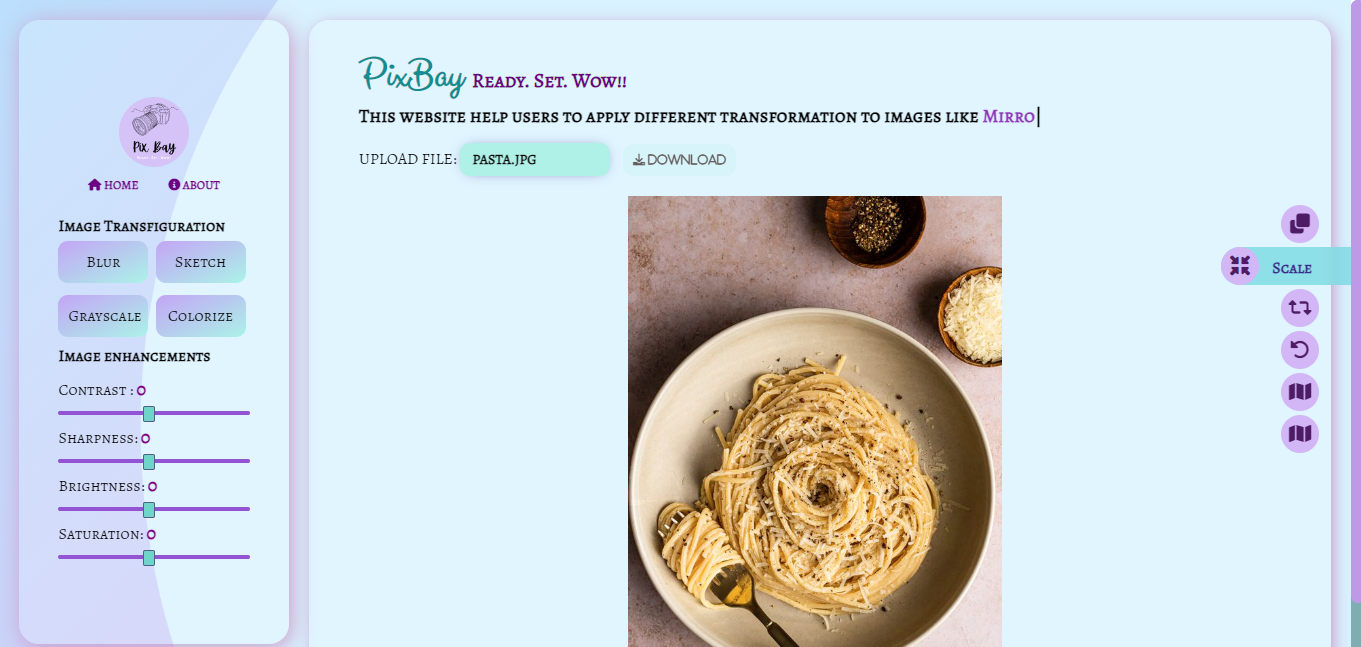 Pix Bay
HOME ABOUT
Image Transfiguration
Blur Sketch
Grayscale Colorize
Image enhancements
Contrast : 0
Sharpness: 0
Brightness: 0
Saturation: 0
PixBay Ready. Set. Wow!!
This website help users to apply different transformation to images like Mirro
UPLOAD FILE: PASTA.JPG DOWNLOAD
Scale